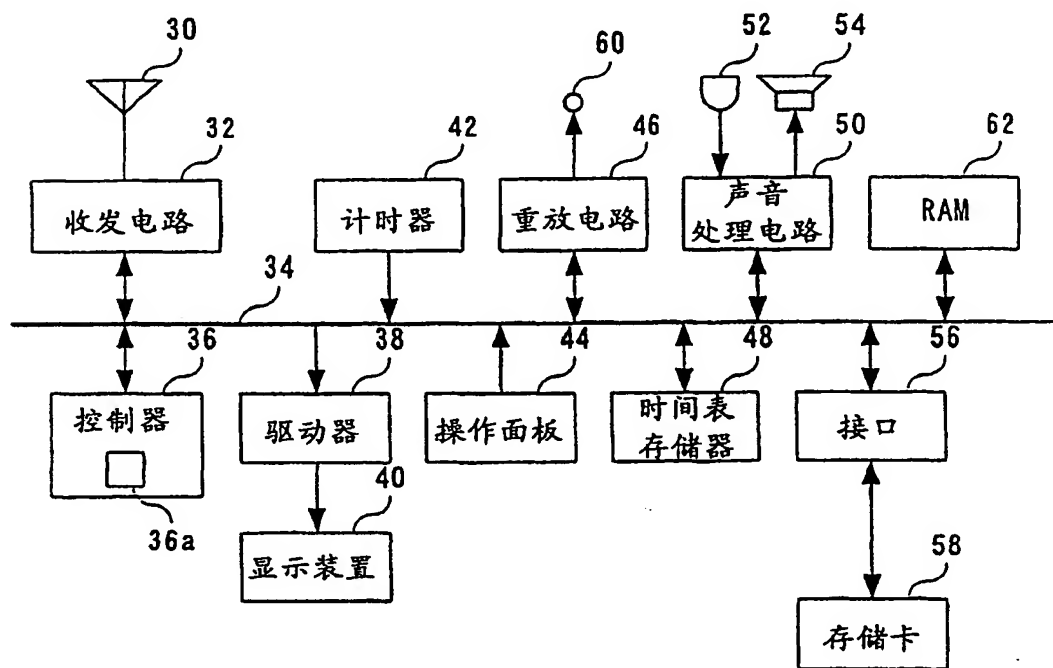 30
32
收发电路
42
计时器
60
46
重放电路
52
54
50
声音
处理电路
62
RAM
34
36
控制器
36a
38
驱动器
40
显示装置
44
操作面板
48
时间表
存储器
56
接口
58
存储卡